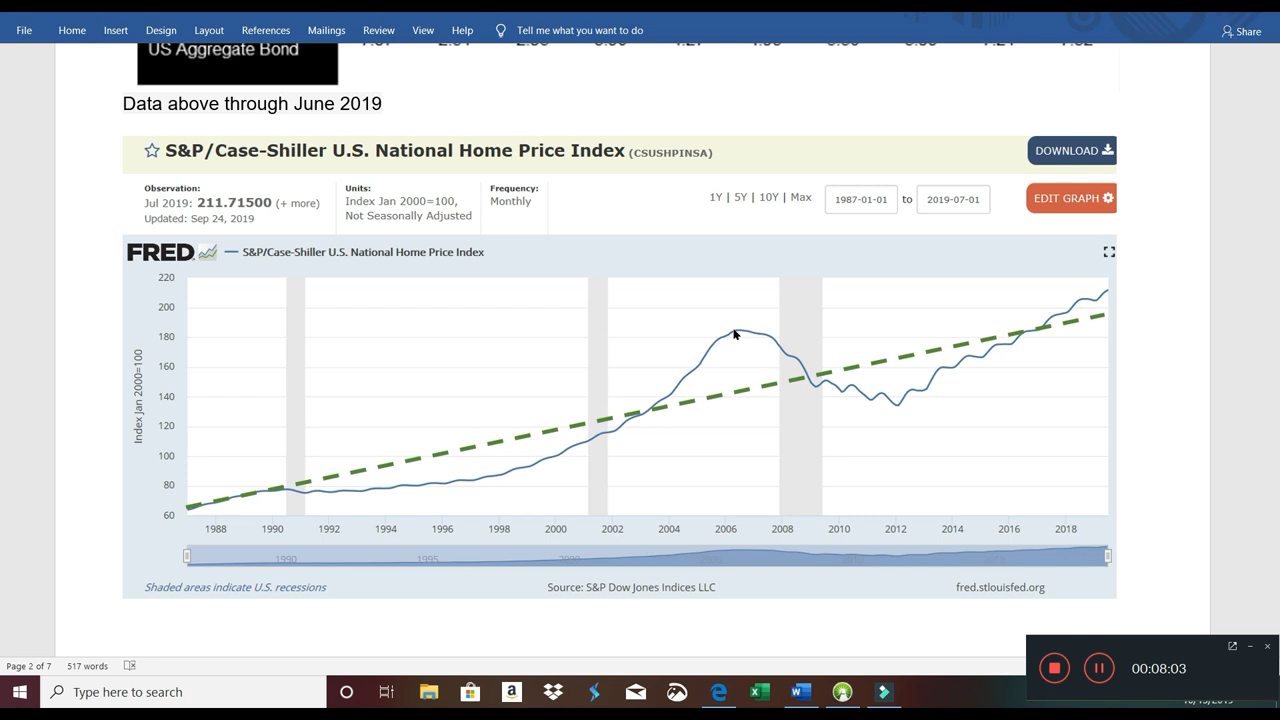 File Home Insert Design Layout References Mailings Review View Help Tell me what you want to do Share
US Aggregate Bond
Data above through June 2019
S&P/Case-Shiller U.S. National Home Price Index (CSUSHPINSA) DOWNLOAD
Observation: Units: Frequency:
Jul 2019: 211.71500 (+ more) Index Jan 2000=100, Monthly 1Y | 5Y | 10Y | Max 1987-01-01 to 2019-07-01 EDIT GRAPH
Updated: Sep 24, 2019 Not Seasonally Adjusted
FRED S&P/Case-Shiller U.S. National Home Price Index
220
200
180
160
140
120
100
80
60
Index Jan 2000=100
1988 1990 1992 1994 1996 1998 2000 2002 2004 2006 2008 2010 2012 2014 2016 2018
1990 1995 2000
Shaded areas indicate U.S. recessions Source: S&P Dow Jones Indices LLC fred.stlouisfed.org
Page 2 of 7 517 words
00:08:03
Type here to search